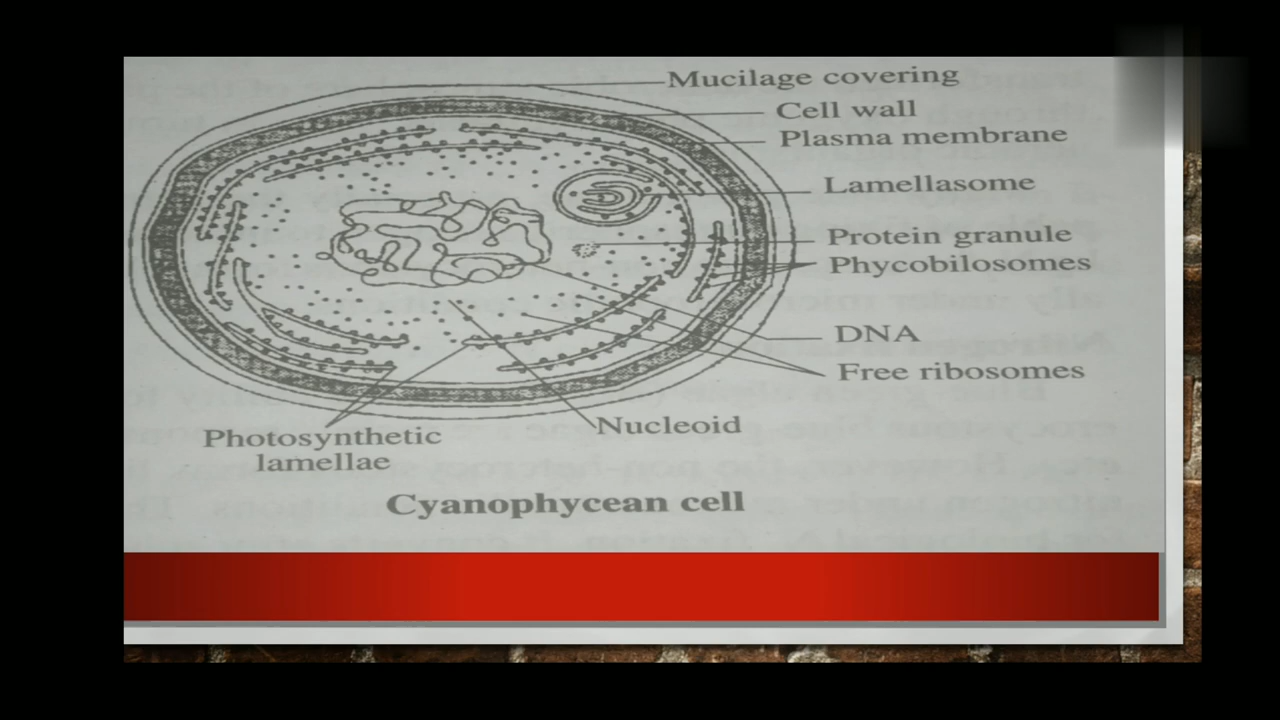 Mucilage covering
Cell wall
Plasma membrane
Lamellasome
Protein granule
Phycobilosomes
DNA
Free ribosomes
Nucleoid
Photosynthetic
lamellae
Cyanophycean cell